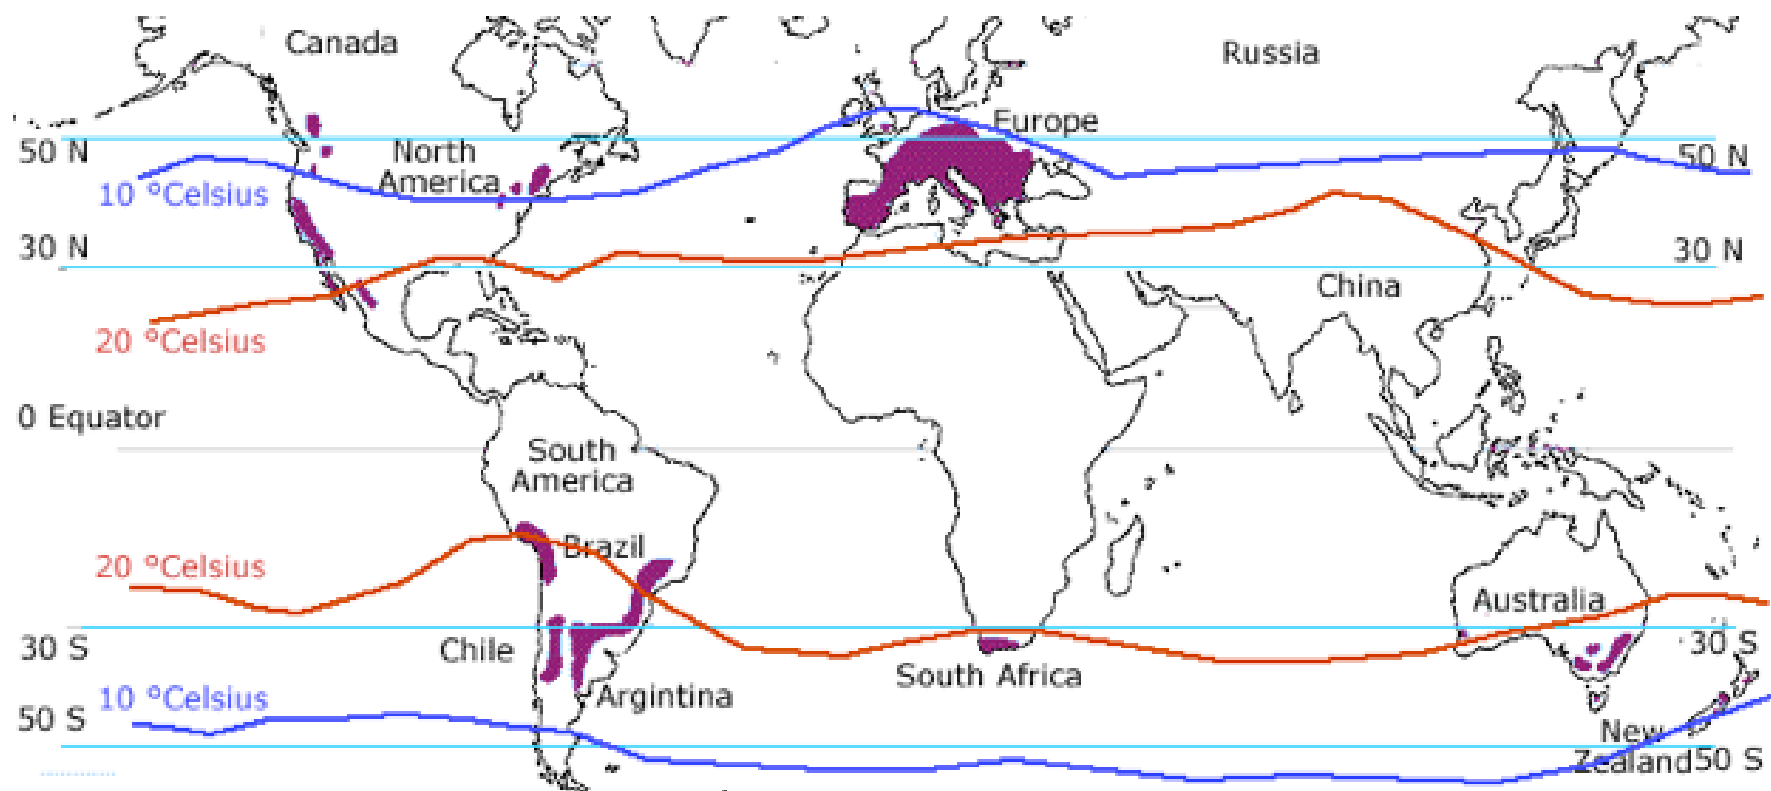 Canada
Russia
Europe
50 N
North
America
50 N
10 °Celsius
30 N
30 N
China
20 °Celsius
0 Equator
South
America
Brazil
20 °Celsius
Australia
30 S
Chile
30 S
South Africa
10 °Celsius
Argintina
50 S
New
Zealand
50 S